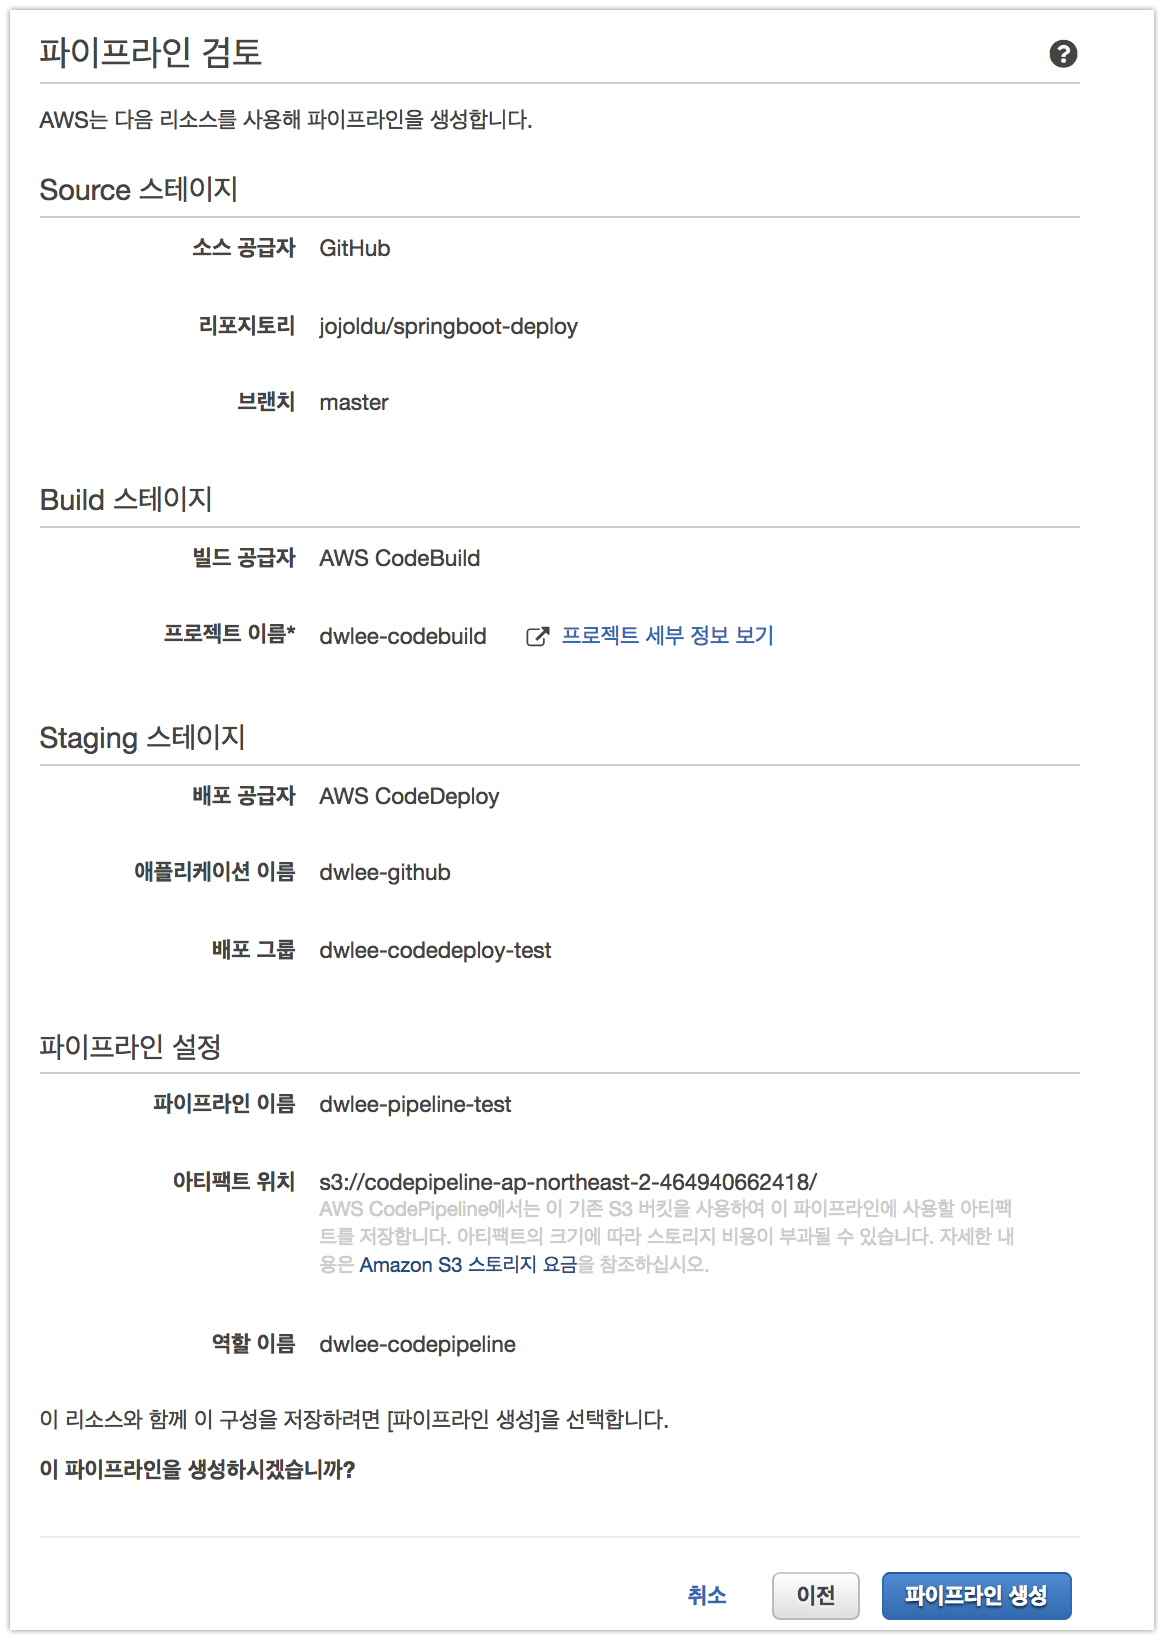 파이프라인 검토
AWS는 다음 리소스를 사용해 파이프라인을 생성합니다.
Source 스테이지
소스 공급자 GitHub
리포지토리 jojoldu/springboot-deploy
브랜치 master
Build 스테이지
빌드 공급자 AWS CodeBuild
프로젝트 이름* dwlee-codebuild 프로젝트 세부 정보 보기
Staging 스테이지
배포 공급자 AWS CodeDeploy
애플리케이션 이름 dwlee-github
배포 그룹 dwlee-codedeploy-test
파이프라인 설정
파이프라인 이름 dwlee-pipeline-test
아티팩트 위치 s3://codepipeline-ap-northeast-2-464940662418/
AWS CodePipeline에서는 이 기존 S3 버킷을 사용하여 이 파이프라인에 사용할 아티팩
트를 저장합니다. 아티팩트의 크기에 따라 스토리지 비용이 부과될 수 있습니다. 자세한 내
용은 Amazon S3 스토리지 요금을 참조하십시오.
역할 이름 dwlee-codepipeline
이 리소스와 함께 이 구성을 저장하려면 [파이프라인 생성]을 선택합니다.
이 파이프라인을 생성하시겠습니까?
취소 이전 파이프라인 생성